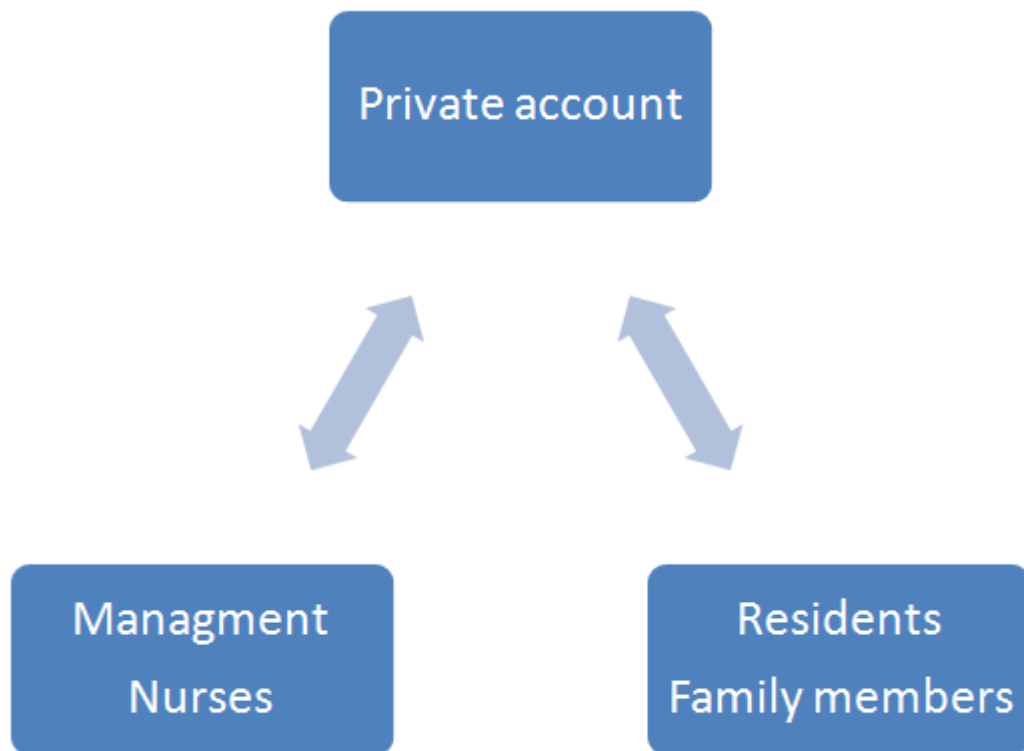 Private account
Managment
Nurses
Residents
Family members